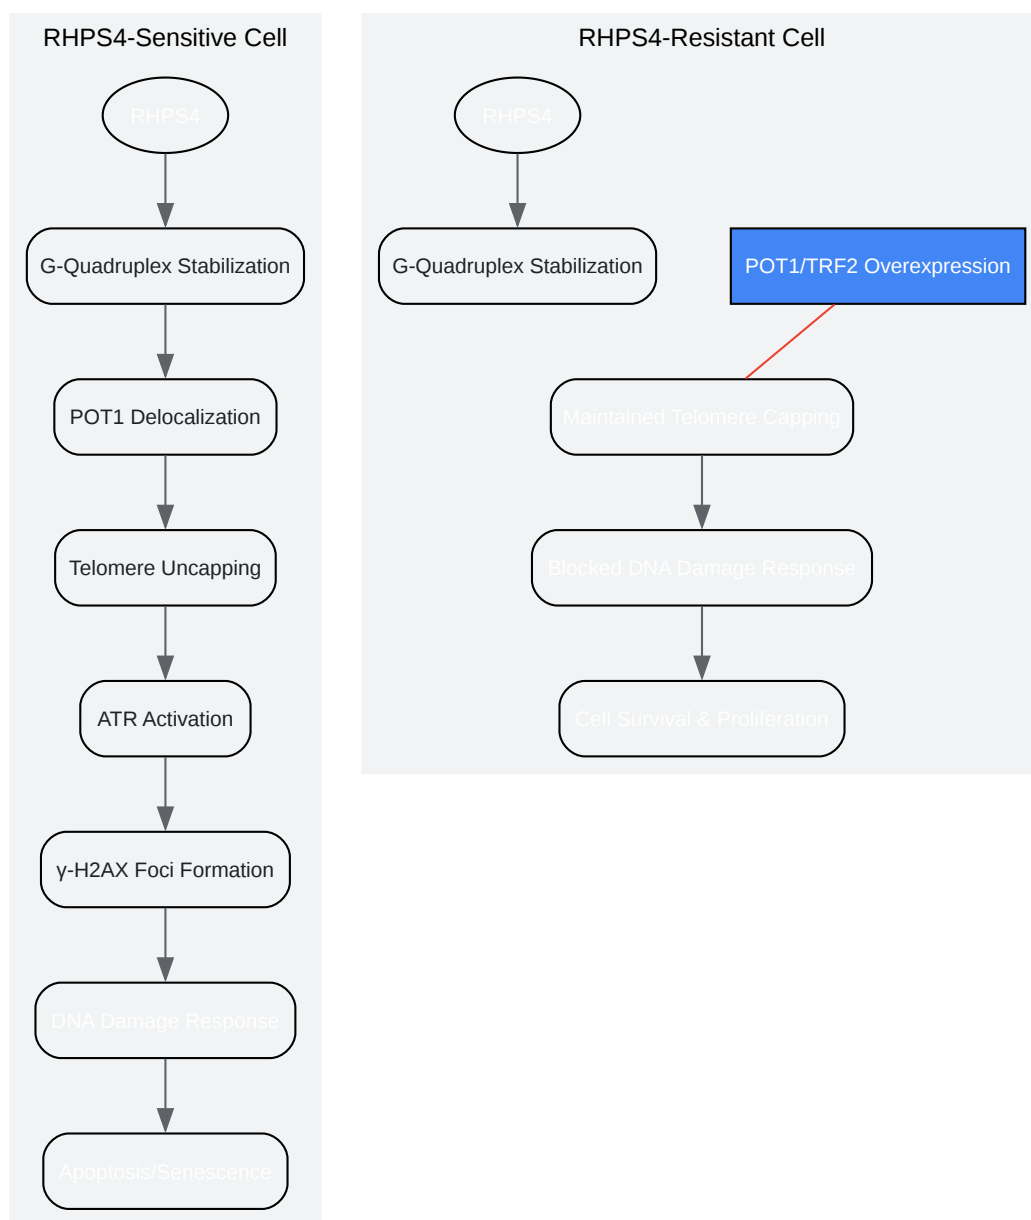 RHPS4-Sensitive Cell
RHPS4
G-Quadruplex Stabilization
POT1 Delocalization
Telomere Uncapping
ATR Activation
γ-H2AX Foci Formation
DNA Damage Response
Apoptosis/Senescence
RHPS4-Resistant Cell
RHPS4
G-Quadruplex Stabilization
POT1/TRF2 Overexpression
Maintained Telomere Capping
Blocked DNA Damage Response
Cell Survival & Proliferation